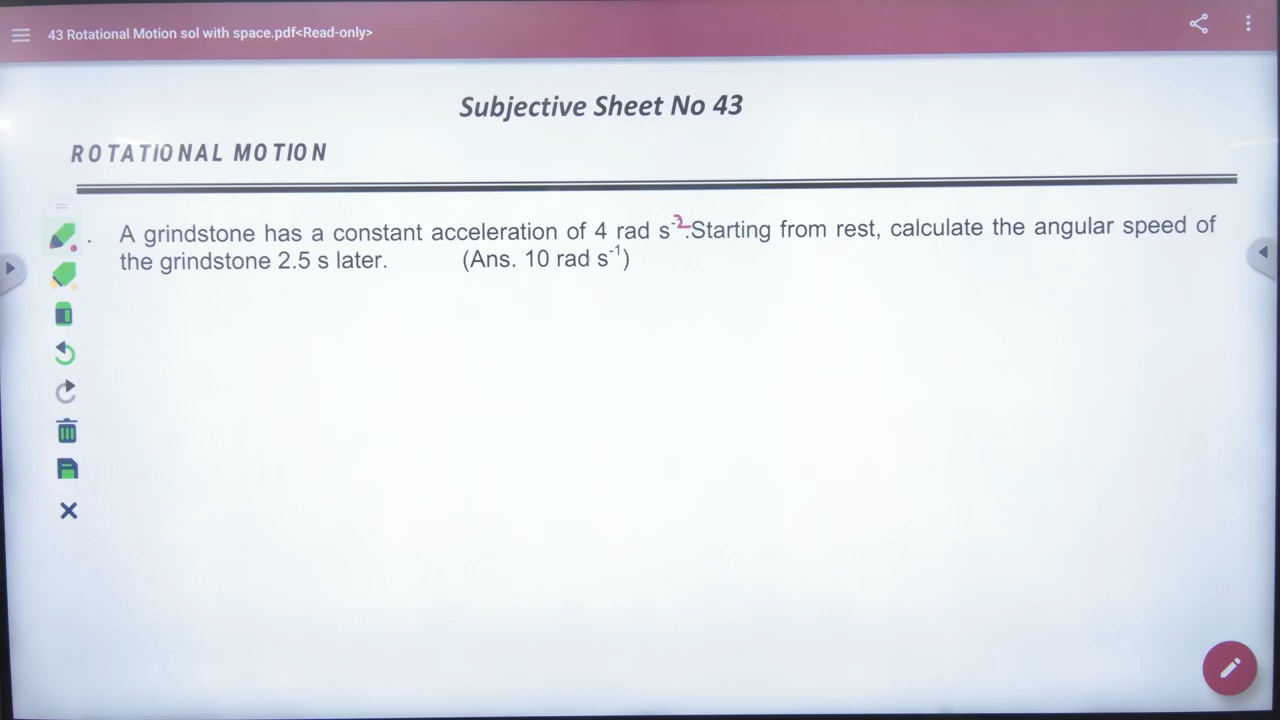 43 Rotational Motion sol with space.pdf<Read-only>
Subjective Sheet No 43
ROTATIONAL MOTION
. A grindstone has a constant acceleration of 4 rad s⁻².Starting from rest, calculate the angular speed of
the grindstone 2.5 s later. (Ans. 10 rad s⁻¹)